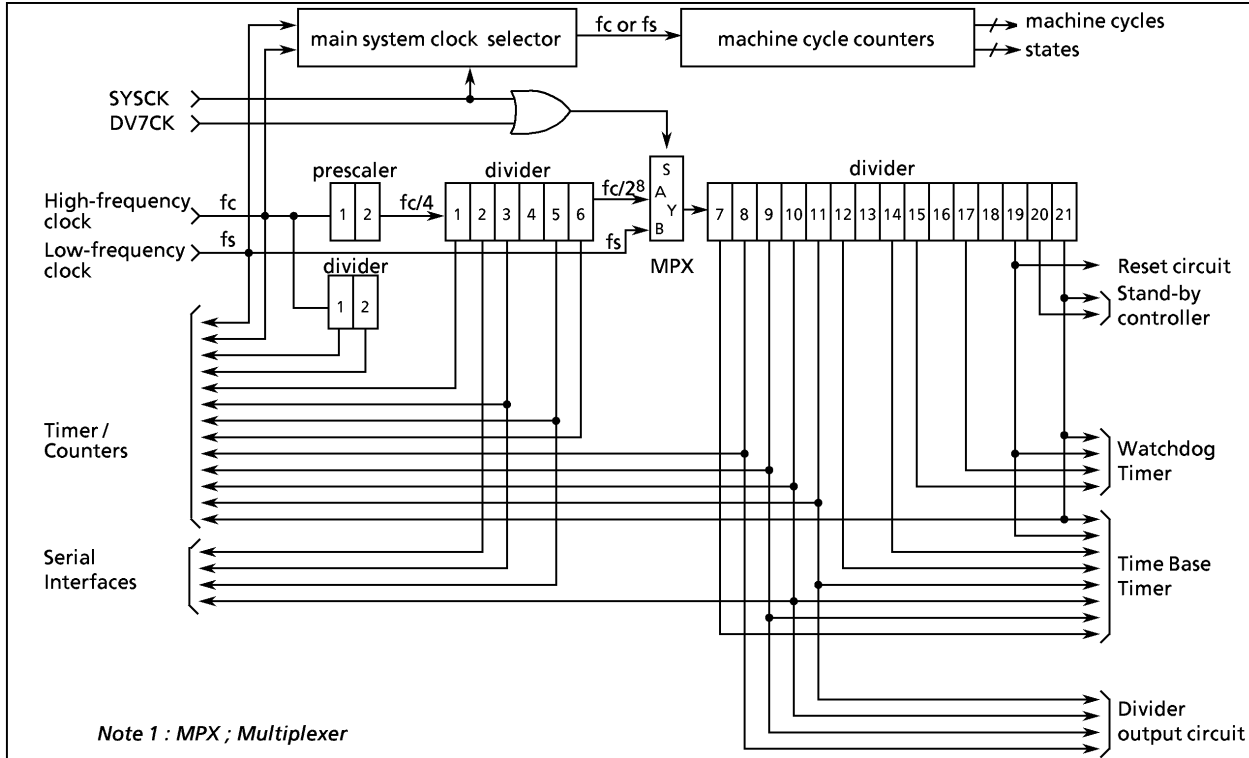 main system clock selector
fc or fs
machine cycle counters
machine cycles
states
SYSCK
DV7CK
prescaler
divider
divider
High-frequency
clock
fc
1 2
fc/4
1 2 3 4 5 6
fc/2⁸
S
A
Y
B
MPX
7 8 9 10 11 12 13 14 15 16 17 18 19 20 21
Low-frequency
clock
fs
fs
divider
1 2
Reset circuit
Stand-by
controller
Timer /
Counters
Watchdog
Timer
Serial
Interfaces
Time Base
Timer
Divider
output circuit
Note 1 : MPX ; Multiplexer